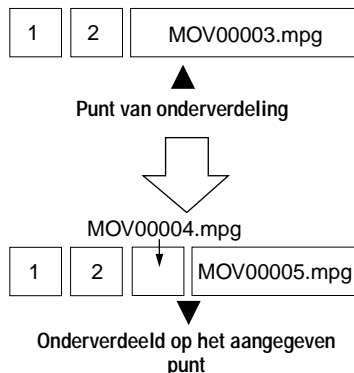 1 2 MOV00003.mpg
Punt van onderverdeling
MOV00004.mpg
1 2 MOV00005.mpg
Onderverdeeld op het aangegeven
punt